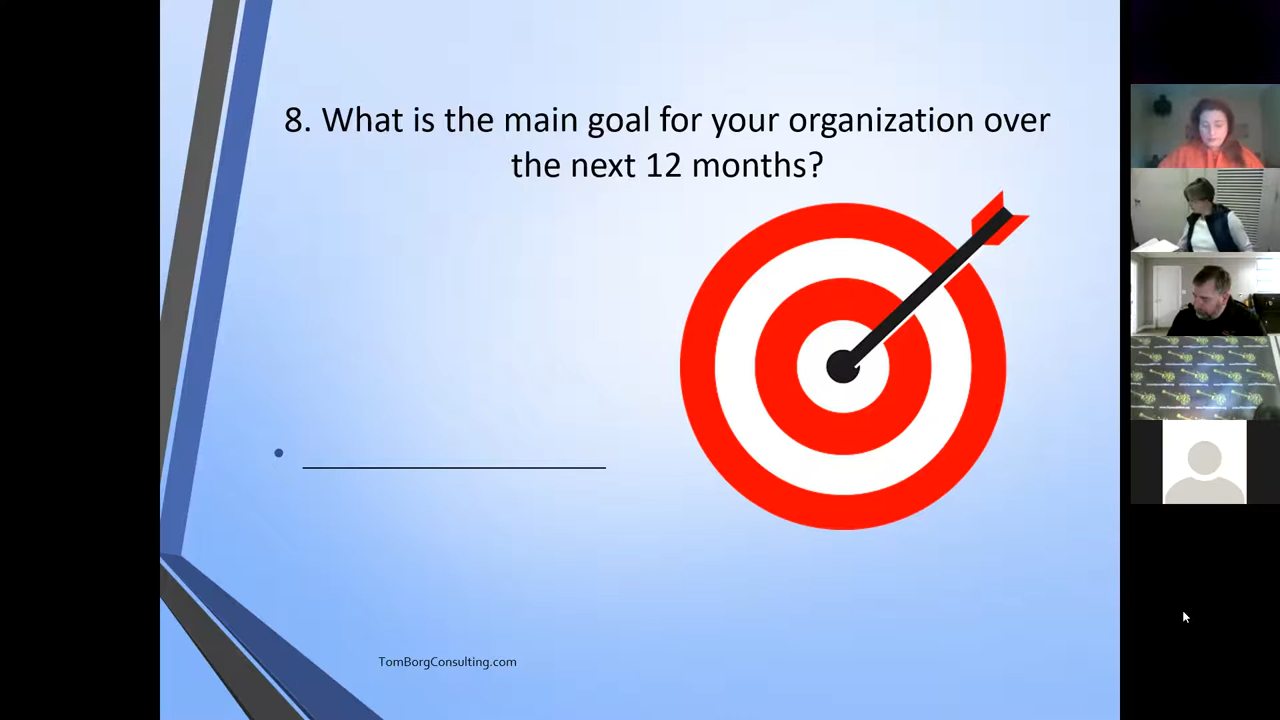 8. What is the main goal for your organization over
the next 12 months?
TomBorgConsulting.com